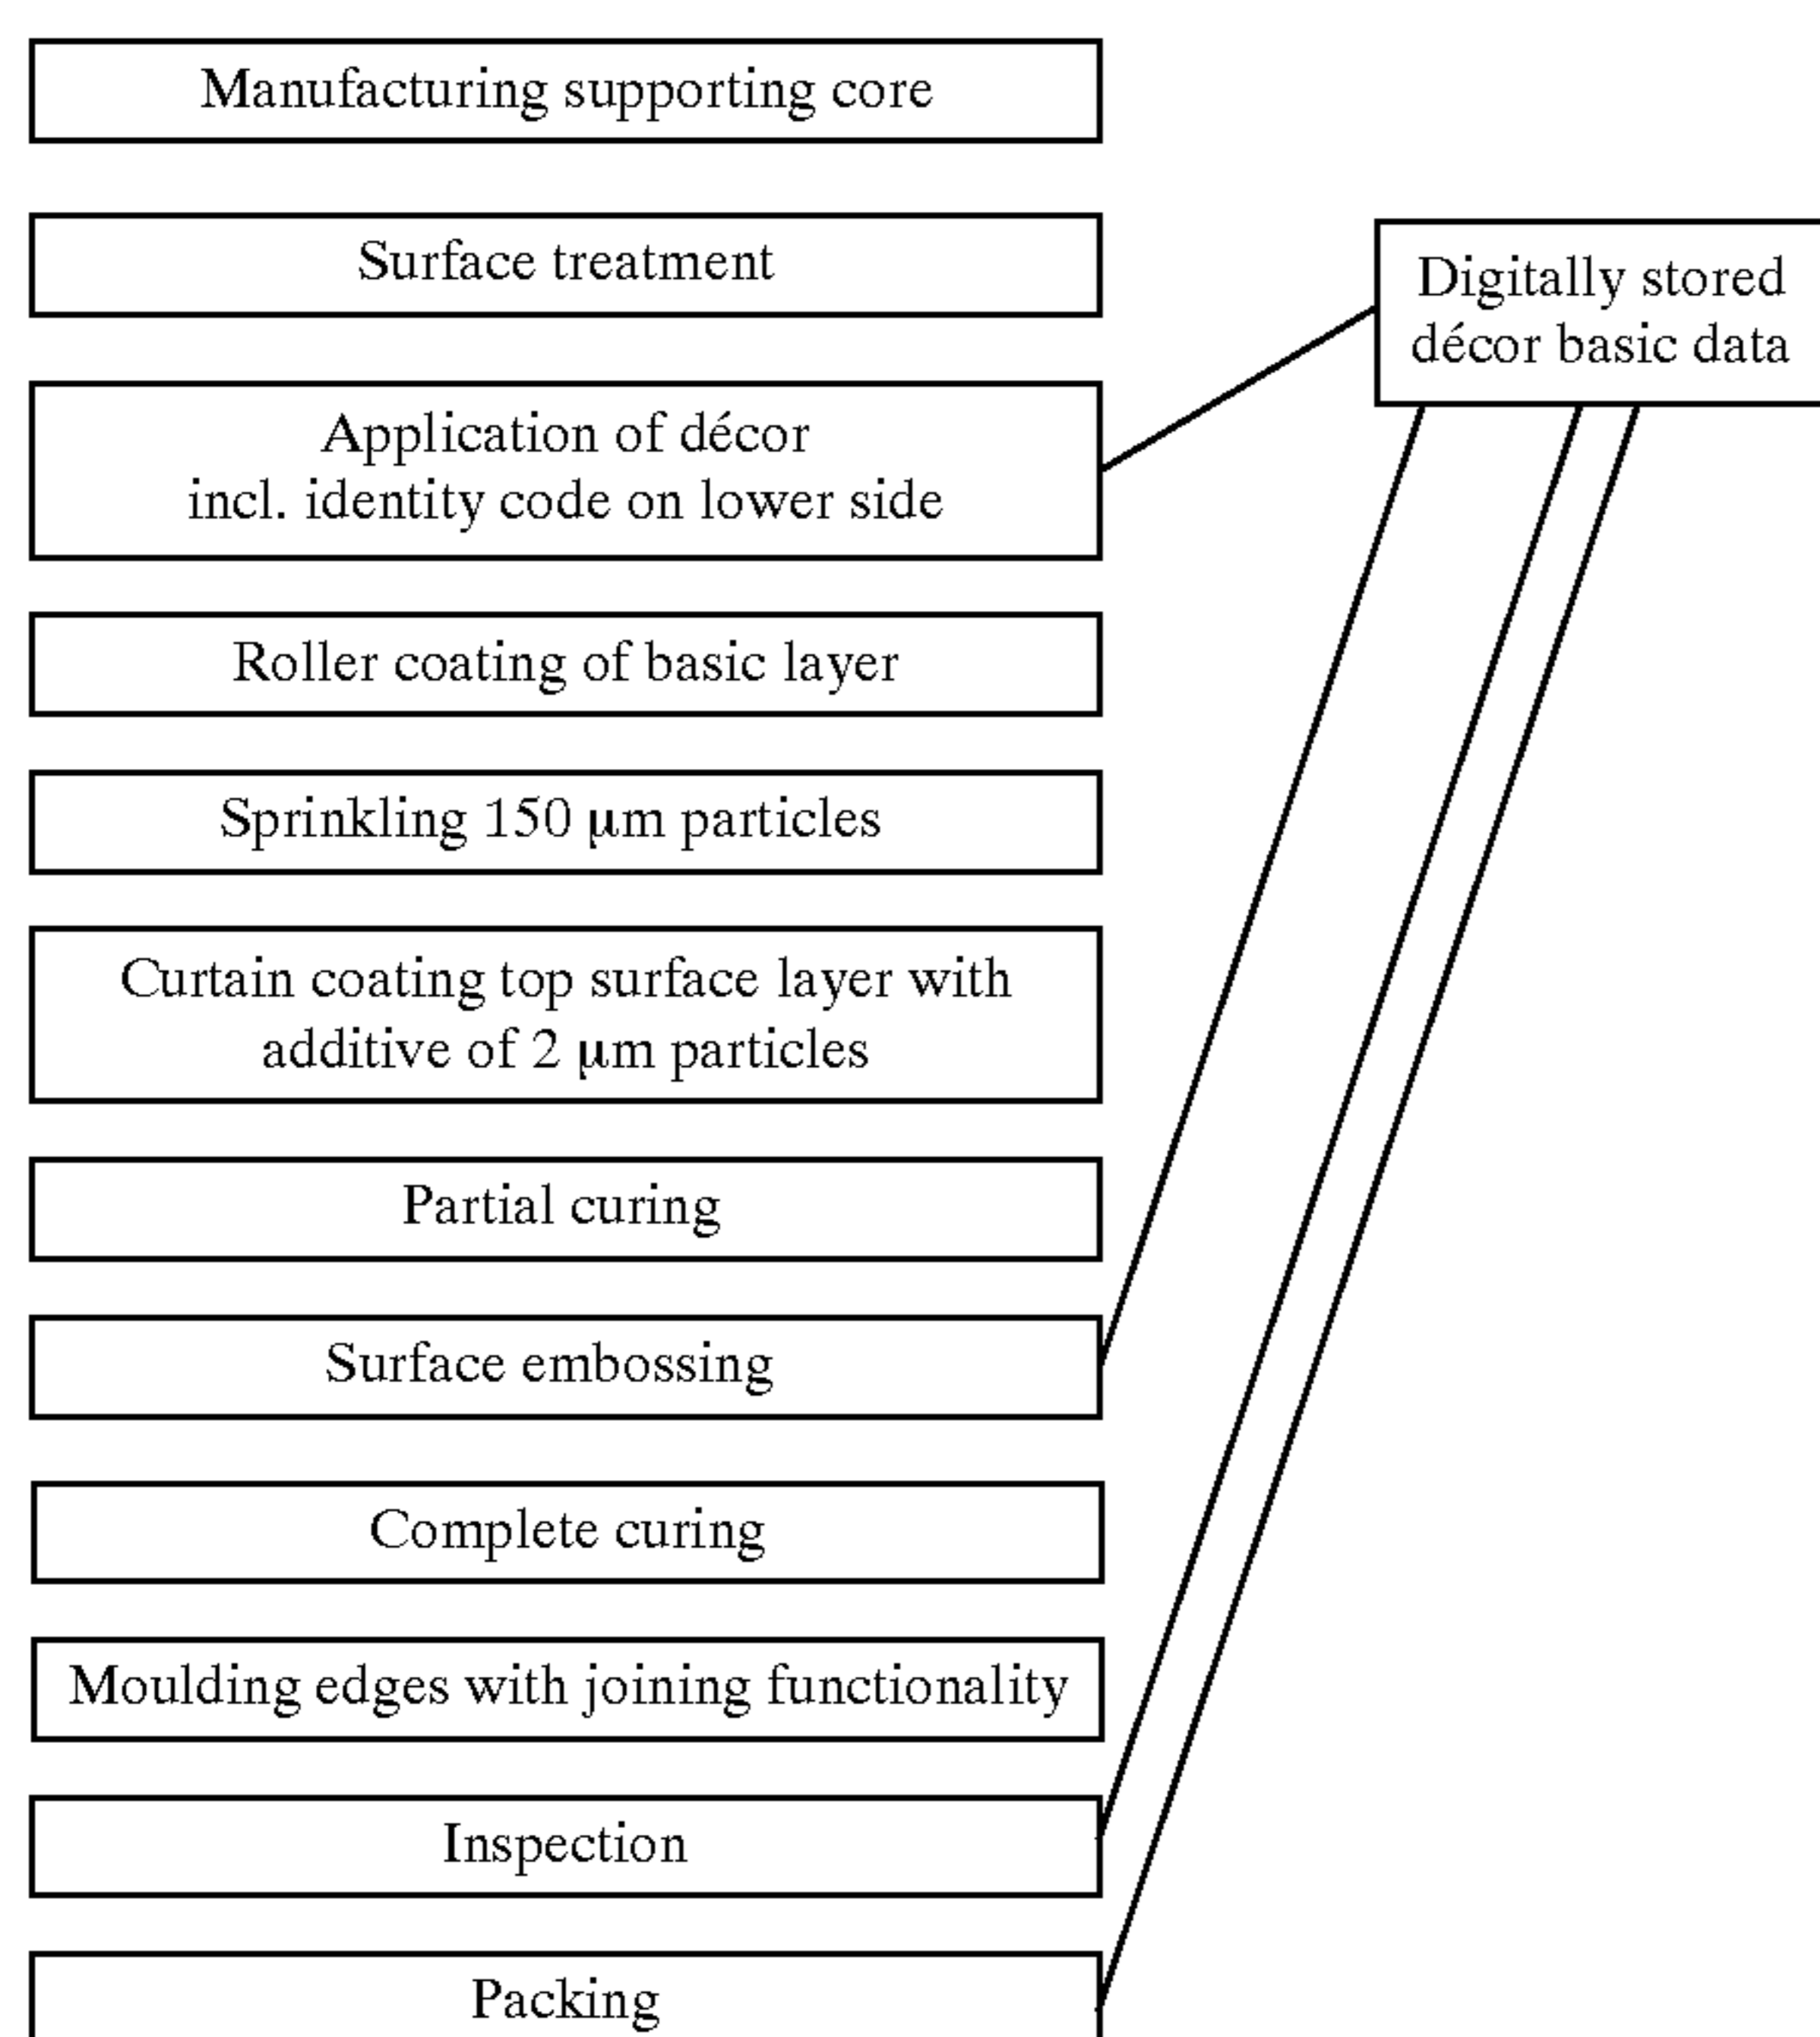 Manufacturing supporting core
Surface treatment
Digitally stored
décor basic data
Application of décor
incl. identity code on lower side
Roller coating of basic layer
Sprinkling 150 µm particles
Curtain coating top surface layer with
additive of 2 µm particles
Partial curing
Surface embossing
Complete curing
Moulding edges with joining functionality
Inspection
Packing